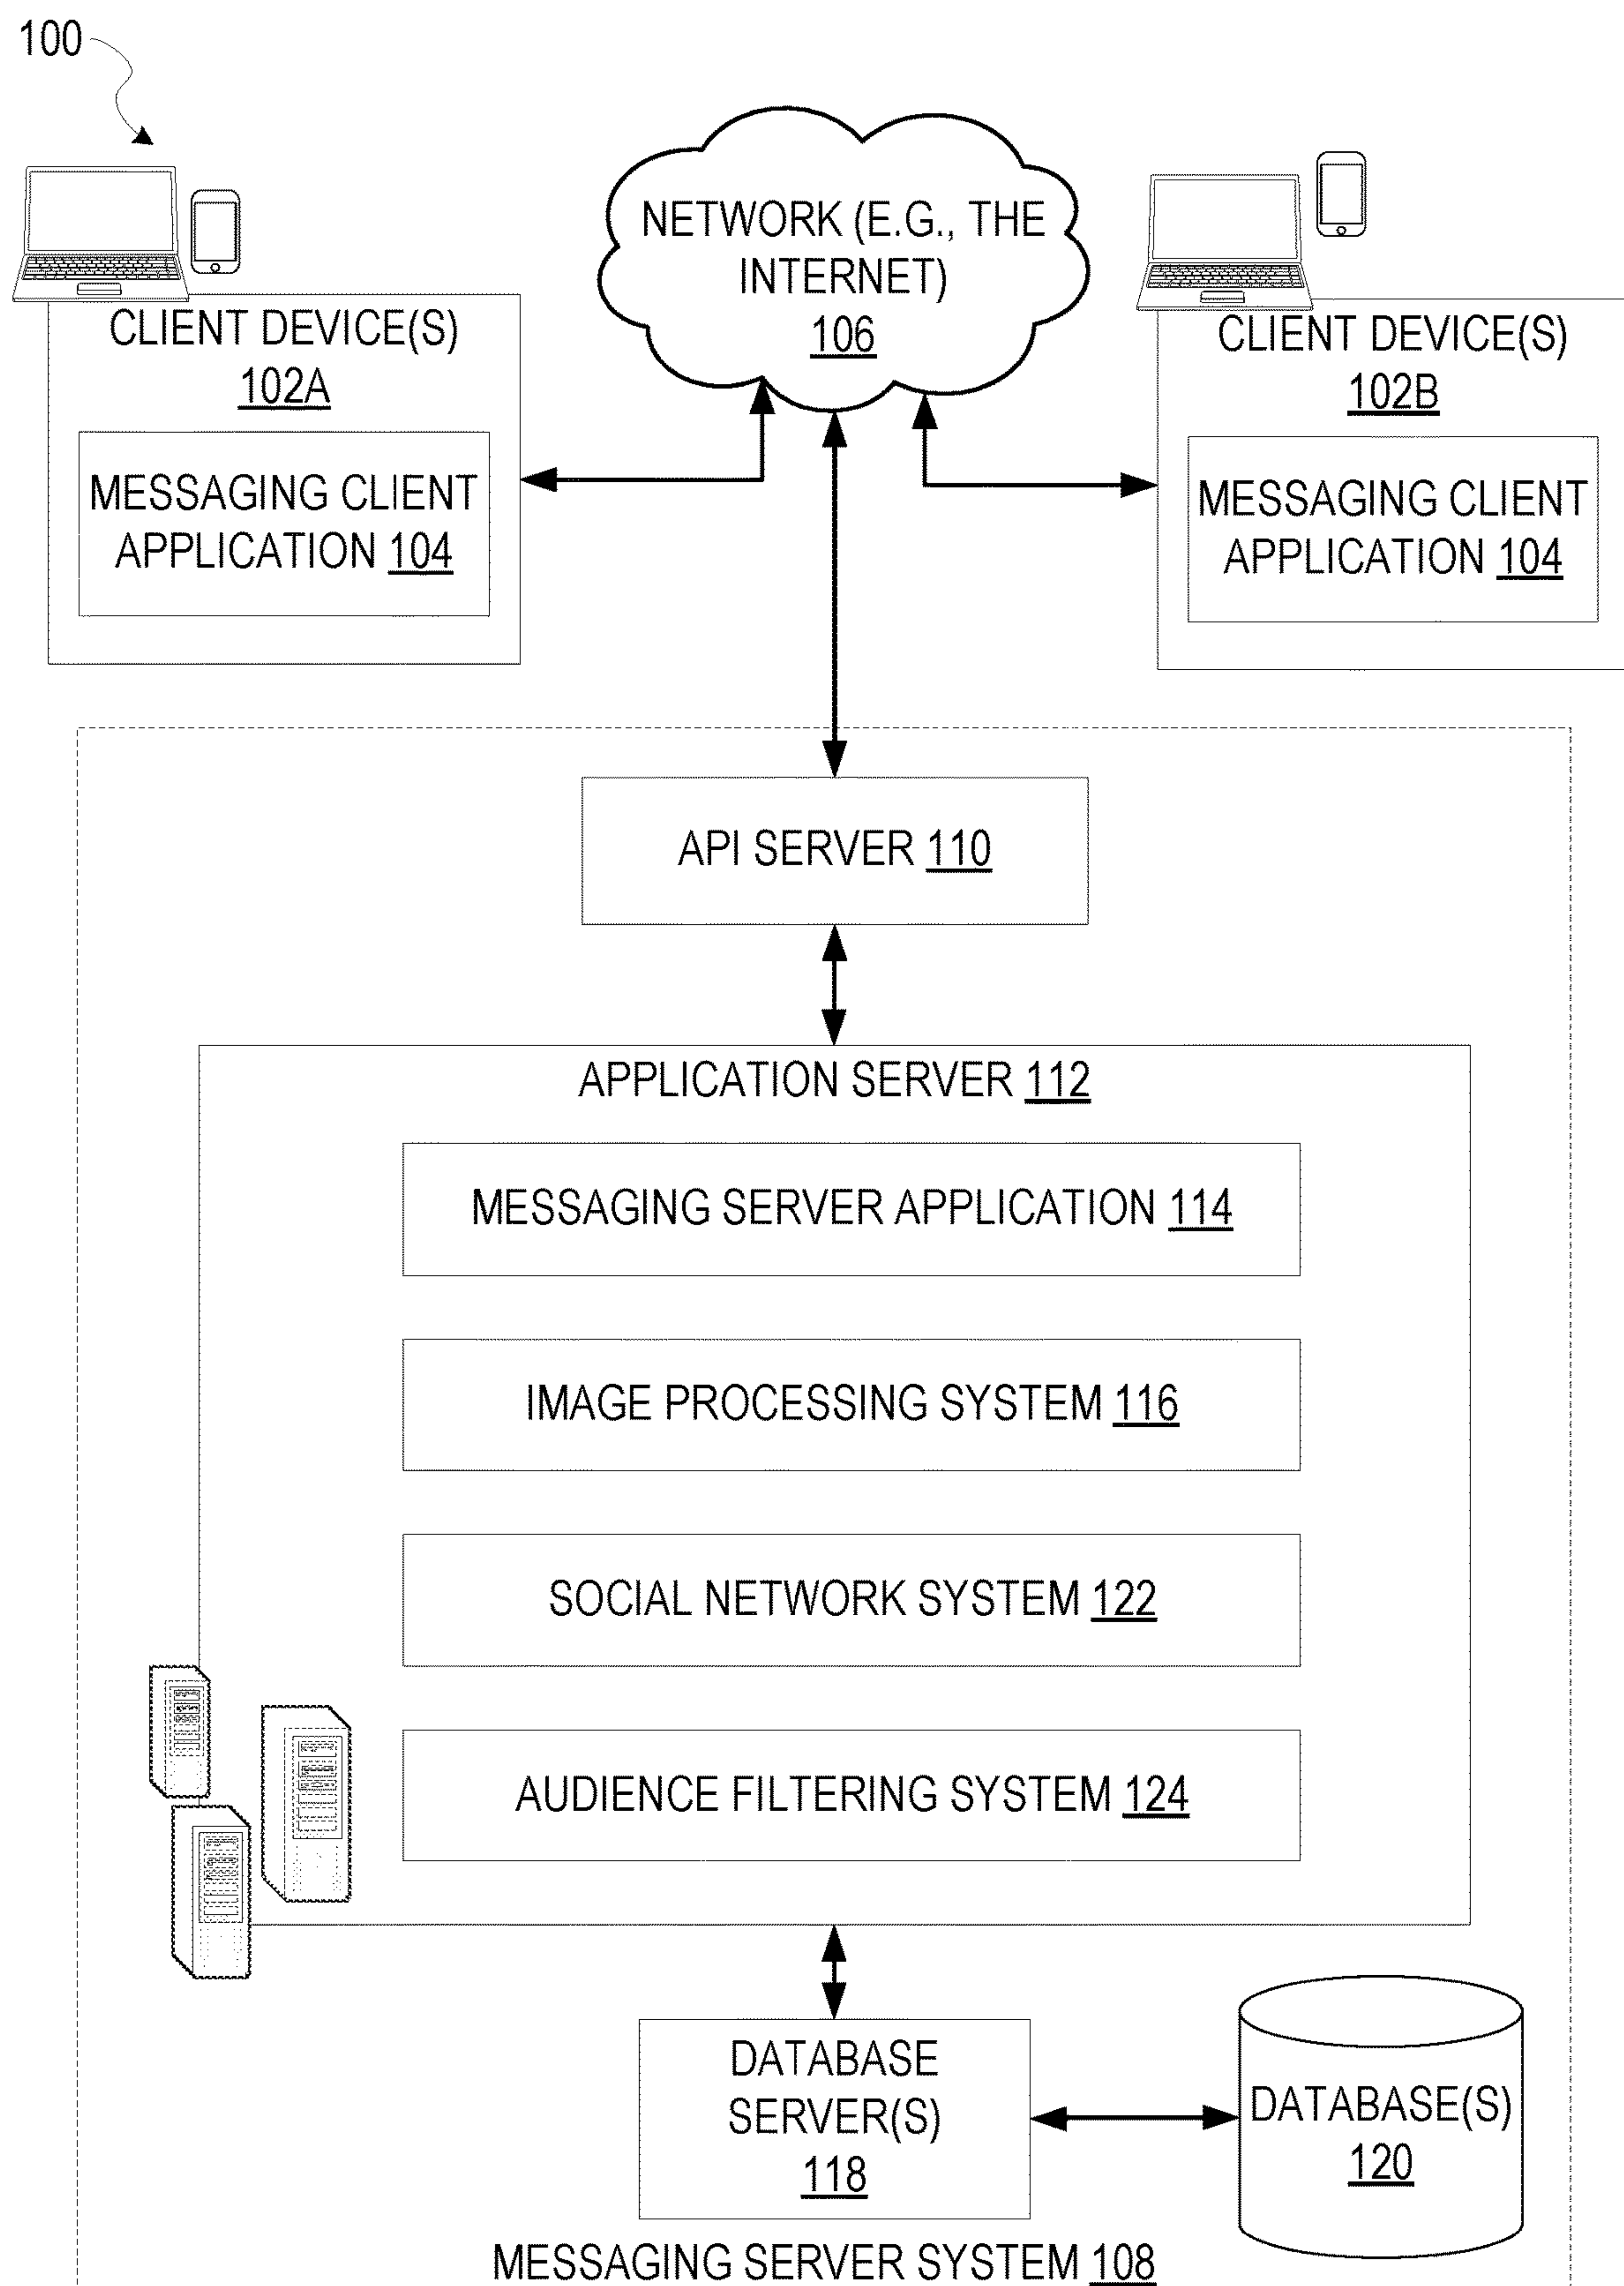 100
NETWORK (E.G., THE
INTERNET)
106
CLIENT DEVICE(S)
102A
MESSAGING CLIENT
APPLICATION 104
CLIENT DEVICE(S)
102B
MESSAGING CLIENT
APPLICATION 104
API SERVER 110
APPLICATION SERVER 112
MESSAGING SERVER APPLICATION 114
IMAGE PROCESSING SYSTEM 116
SOCIAL NETWORK SYSTEM 122
AUDIENCE FILTERING SYSTEM 124
DATABASE
SERVER(S)
118
DATABASE(S)
120
MESSAGING SERVER SYSTEM 108